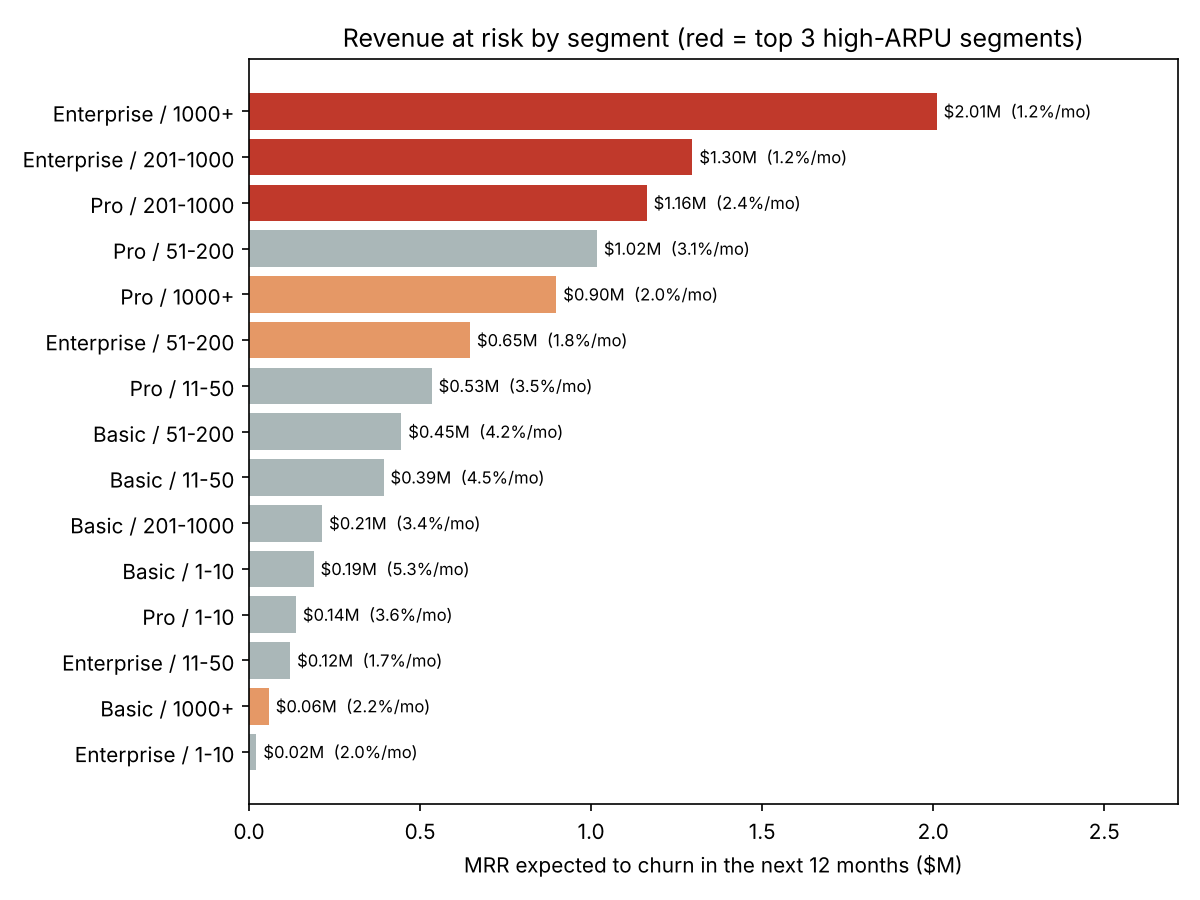 Revenue at risk by segment (red = top 3 high-ARPU segments)
Enterprise / 1000+ $2.01M (1.2%/mo)
Enterprise / 201-1000 $1.30M (1.2%/mo)
Pro / 201-1000 $1.16M (2.4%/mo)
Pro / 51-200 $1.02M (3.1%/mo)
Pro / 1000+ $0.90M (2.0%/mo)
Enterprise / 51-200 $0.65M (1.8%/mo)
Pro / 11-50 $0.53M (3.5%/mo)
Basic / 51-200 $0.45M (4.2%/mo)
Basic / 11-50 $0.39M (4.5%/mo)
Basic / 201-1000 $0.21M (3.4%/mo)
Basic / 1-10 $0.19M (5.3%/mo)
Pro / 1-10 $0.14M (3.6%/mo)
Enterprise / 11-50 $0.12M (1.7%/mo)
Basic / 1000+ $0.06M (2.2%/mo)
Enterprise / 1-10 $0.02M (2.0%/mo)
0.0 0.5 1.0 1.5 2.0 2.5
MRR expected to churn in the next 12 months ($M)